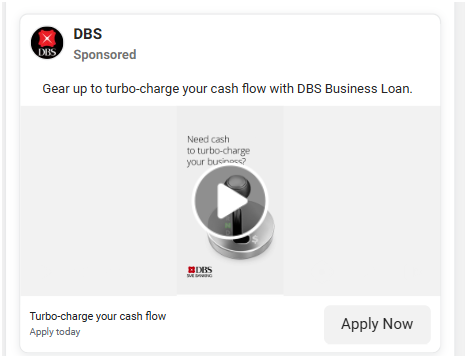 DBS
DBS
Sponsored
Gear up to turbo-charge your cash flow with DBS Business Loan.
Need cash
to turbo-charge
your business?
$
DBS
SME BANKING
Turbo-charge your cash flow
Apply today
Apply Now